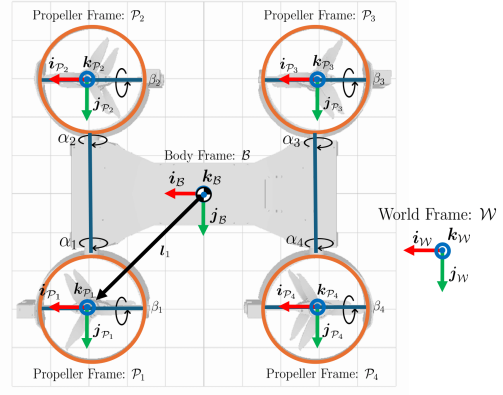 Propeller Frame: 𝒫₂
Propeller Frame: 𝒫₃
k𝒫₂
i𝒫₂
β₂
j𝒫₂
k𝒫₃
i𝒫₃
β₃
j𝒫₃
α₂
α₃
Body Frame: ℬ
kℬ
iℬ
jℬ
World Frame: 𝒲
k𝒲
i𝒲
j𝒲
l₁
α₁
α₄
k𝒫₁
i𝒫₁
β₁
j𝒫₁
k𝒫₄
i𝒫₄
β₄
j𝒫₄
Propeller Frame: 𝒫₁
Propeller Frame: 𝒫₄